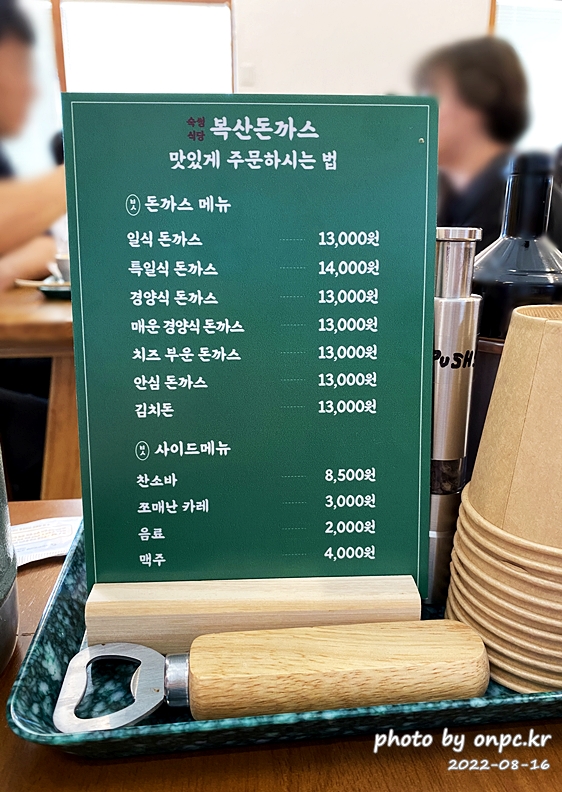 숙성
식당 복산돈까스
맛있게 주문하시는 법
돈까스 메뉴
일식 돈까스 13,000원
특일식 돈까스 14,000원
경양식 돈까스 13,000원
매운 경양식 돈까스 13,000원
치즈 부운 돈까스 13,000원
안심 돈까스 13,000원
김치돈 13,000원
사이드메뉴
찬소바 8,500원
쪼매난 카레 3,000원
음료 2,000원
맥주 4,000원
PUSH
photo by onpc.kr
2022-08-16